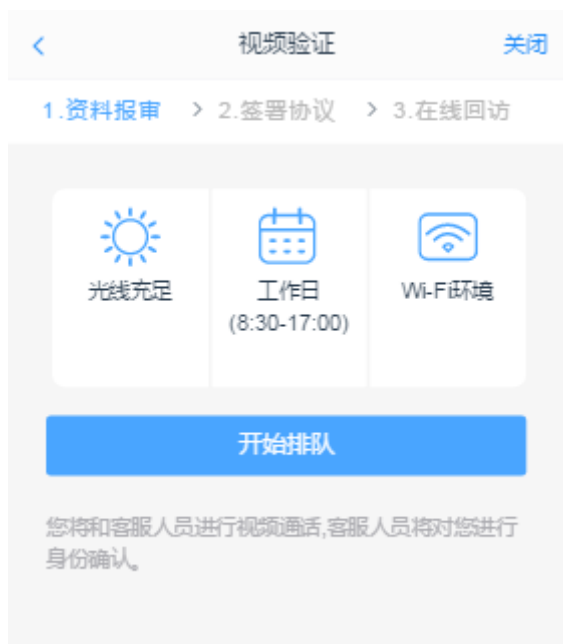 视频验证 关闭
1.资料报审 > 2.签署协议 > 3.在线回访
光线充足 工作日 Wi-Fi环境
(8:30-17:00)
开始排队
您将和客服人员进行视频通话,客服人员将对您进行
身份确认。